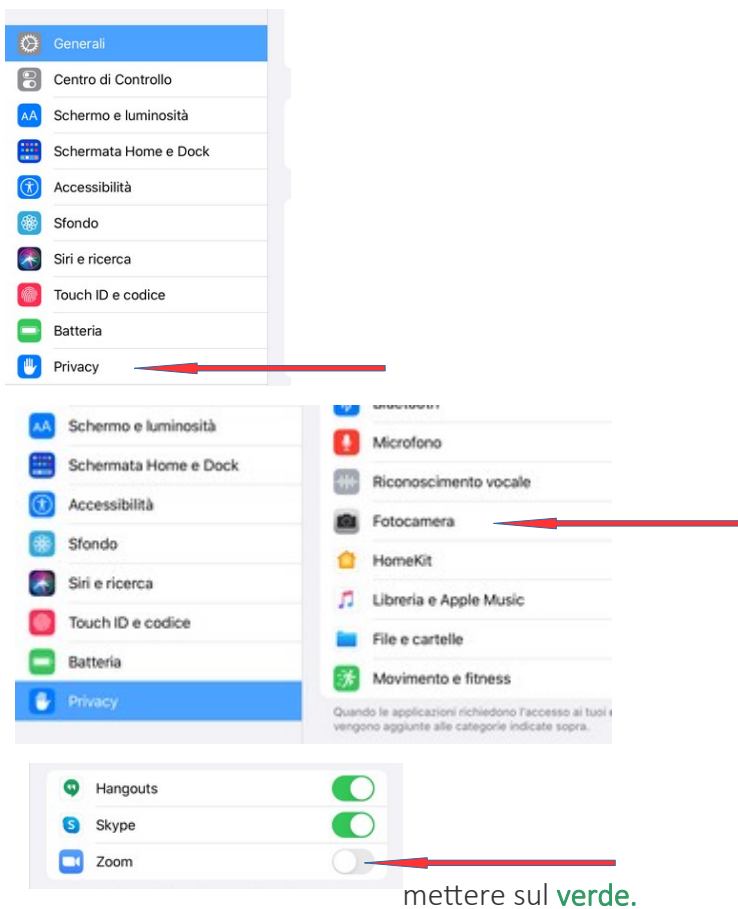 Generali
Centro di Controllo
AA Schermo e luminosità
Schermata Home e Dock
Accessibilità
Sfondo
Siri e ricerca
Touch ID e codice
Batteria
Privacy
AA Schermo e luminosità
Schermata Home e Dock
Accessibilità
Sfondo
Siri e ricerca
Touch ID e codice
Batteria
Privacy
Bluetooth
Microfono
Riconoscimento vocale
Fotocamera
HomeKit
Libreria e Apple Music
File e cartelle
Movimento e fitness
Quando le applicazioni richiedono l'accesso ai tuoi
vengono aggiunte alle categorie indicate sopra.
Hangouts
Skype
Zoom
mettere sul verde.